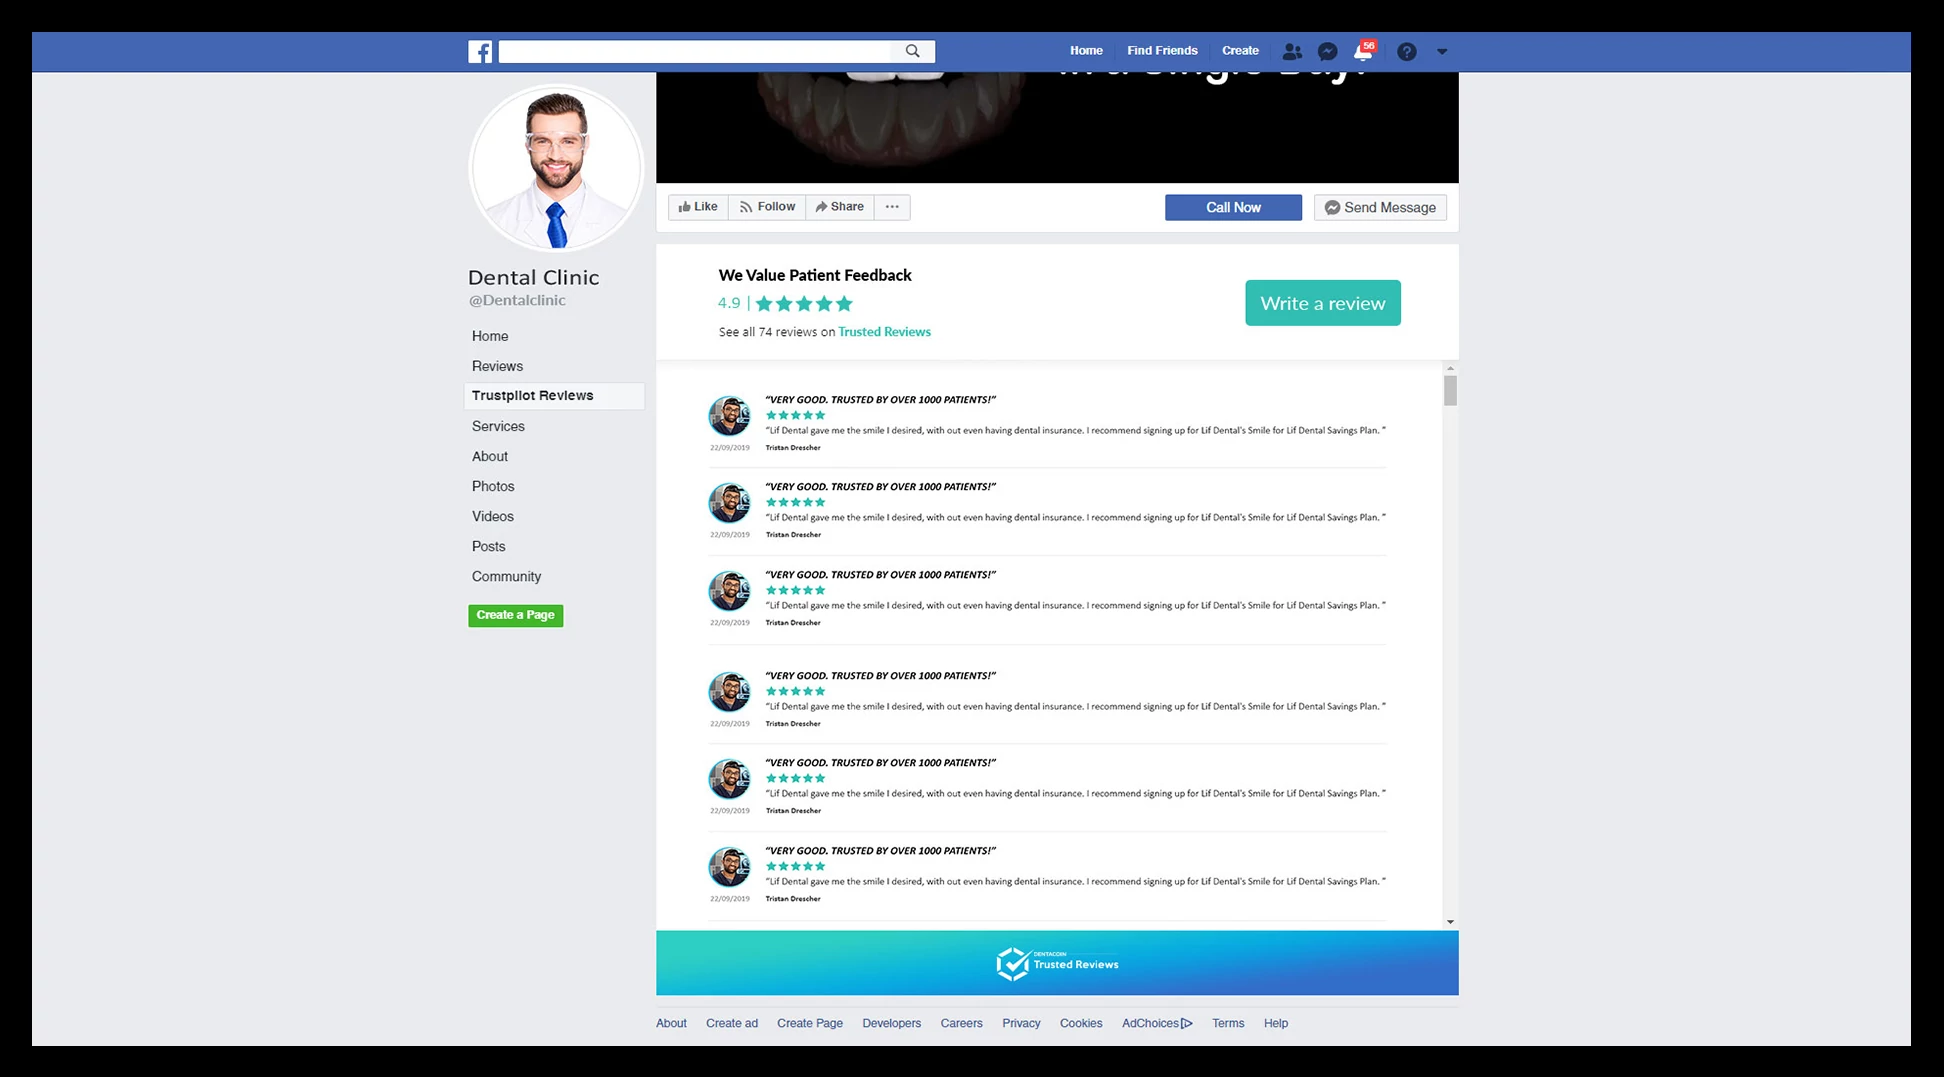 Home
Find Friends
Create
56
in a Single Day!
Like
Follow
Share
Call Now
Send Message
Dental Clinic
@Dentalclinic
Home
Reviews
Trustpilot Reviews
Services
About
Photos
Videos
Posts
Community
Create a Page
We Value Patient Feedback
4.9 |
See all 74 reviews on Trusted Reviews
Write a review
“VERY GOOD. TRUSTED BY OVER 1000 PATIENTS!”
“Lif Dental gave me the smile I desired, with out even having dental insurance. I recommend signing up for Lif Dental's Smile for Lif Dental Savings Plan. ”
22/09/2019
Tristan Drescher
“VERY GOOD. TRUSTED BY OVER 1000 PATIENTS!”
“Lif Dental gave me the smile I desired, with out even having dental insurance. I recommend signing up for Lif Dental's Smile for Lif Dental Savings Plan. ”
22/09/2019
Tristan Drescher
“VERY GOOD. TRUSTED BY OVER 1000 PATIENTS!”
“Lif Dental gave me the smile I desired, with out even having dental insurance. I recommend signing up for Lif Dental's Smile for Lif Dental Savings Plan. ”
22/09/2019
Tristan Drescher
“VERY GOOD. TRUSTED BY OVER 1000 PATIENTS!”
“Lif Dental gave me the smile I desired, with out even having dental insurance. I recommend signing up for Lif Dental's Smile for Lif Dental Savings Plan. ”
22/09/2019
Tristan Drescher
“VERY GOOD. TRUSTED BY OVER 1000 PATIENTS!”
“Lif Dental gave me the smile I desired, with out even having dental insurance. I recommend signing up for Lif Dental's Smile for Lif Dental Savings Plan. ”
22/09/2019
Tristan Drescher
“VERY GOOD. TRUSTED BY OVER 1000 PATIENTS!”
“Lif Dental gave me the smile I desired, with out even having dental insurance. I recommend signing up for Lif Dental's Smile for Lif Dental Savings Plan. ”
22/09/2019
Tristan Drescher
DENTACOIN
Trusted Reviews
About
Create ad
Create Page
Developers
Careers
Privacy
Cookies
AdChoices
Terms
Help